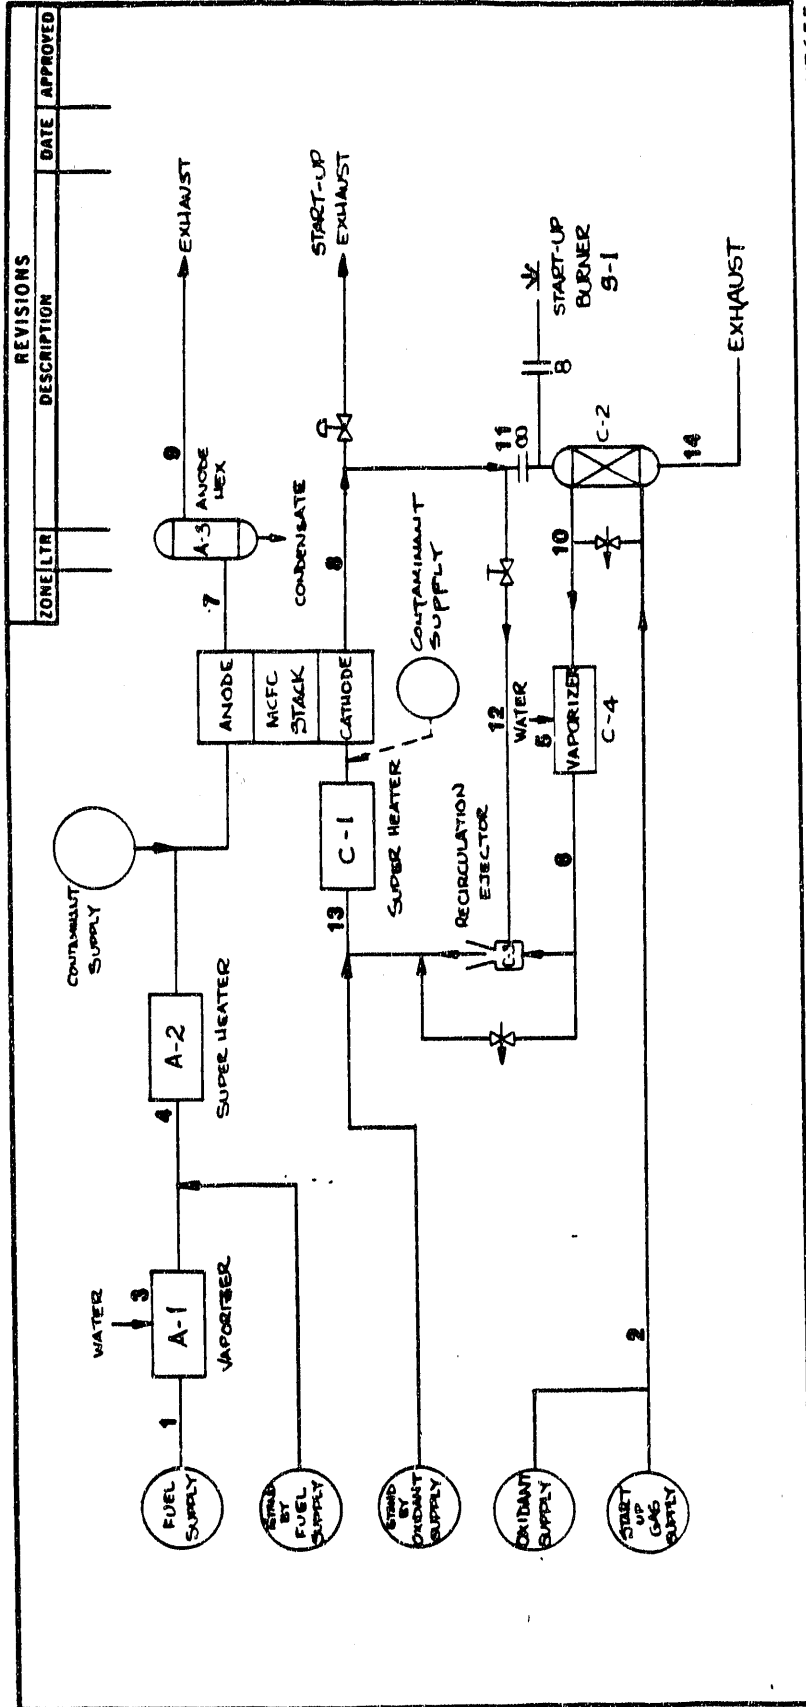 REVISIONS
ZONE LTR DESCRIPTION DATE APPROVED
CONTAMINANT
SUPPLY
WATER
3
1
A-1
VAPORIZER
FUEL
SUPPLY
4
A-2
SUPER HEATER
ANODE
MCFC
STACK
CATHODE
7
A-3
ANODE
HEX
CONDENSATE
9
EXHAUST
STAND
BY
FUEL
SUPPLY
STAND
BY
OXIDANT
SUPPLY
13
C-1
SUPER HEATER
CONTAMINANT
SUPPLY
8
START-UP
EXHAUST
RECIRCULATION
EJECTOR
C-3
12
11
8
B
START-UP
BURNER
WATER
5
VAPORIZER
C-4
6
10
C-2
14
EXHAUST
OXIDANT
SUPPLY
START
UP
GAS
SUPPLY
2